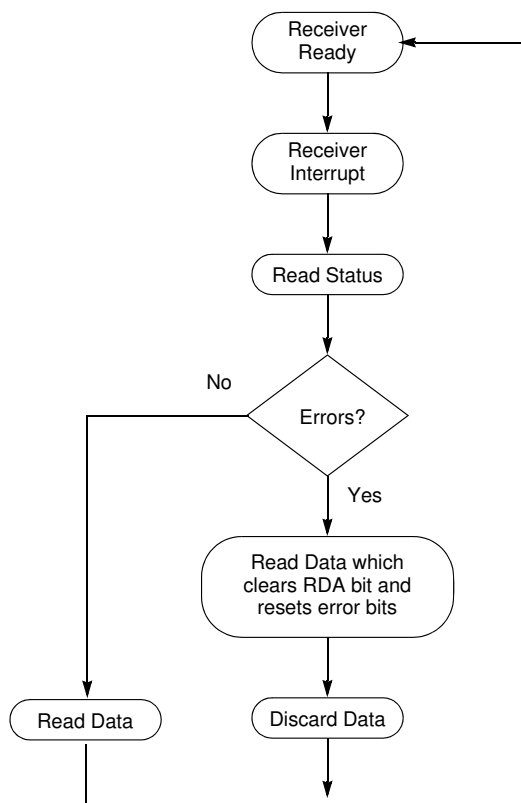 Receiver
Ready
Receiver
Interrupt
Read Status
No
Errors?
Yes
Read Data which
clears RDA bit and
resets error bits
Read Data
Discard Data